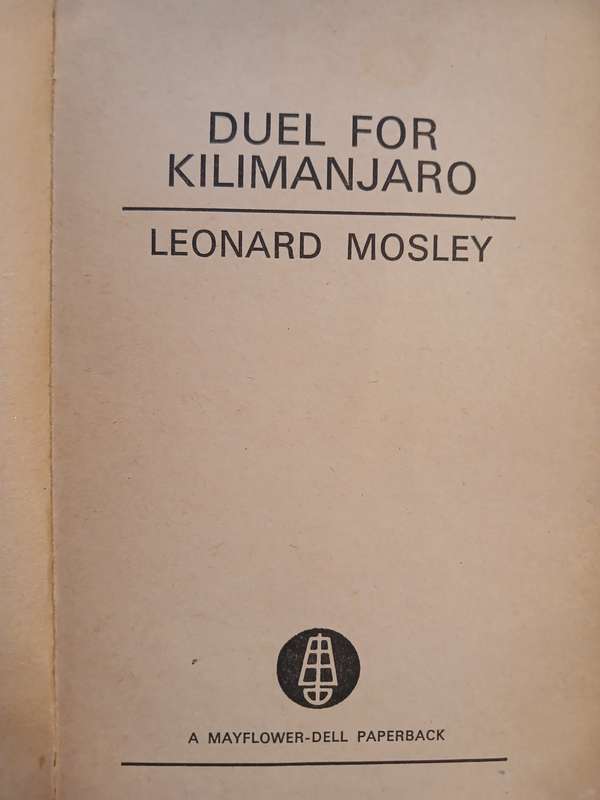 DUEL FOR
KILIMANJARO
LEONARD MOSLEY
A MAYFLOWER-DELL PAPERBACK